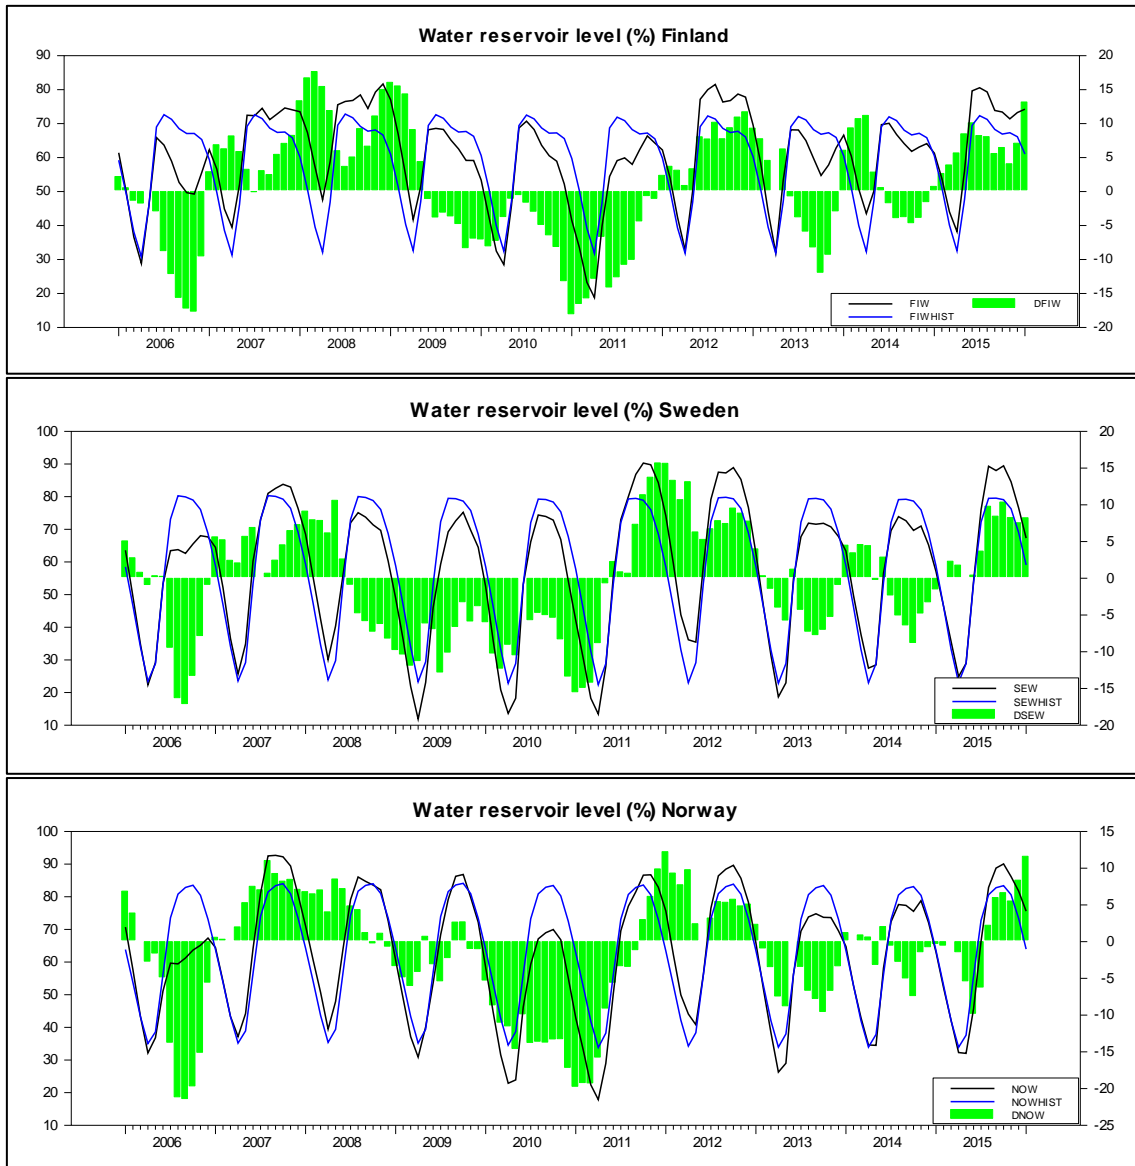 Water reservoir level (%) Finland
90 20
80 15
70 10
60 5
50 0
40 -5
30 -10
20 -15
10 -20
FIW DFIW
FIWHIST
2006 2007 2008 2009 2010 2011 2012 2013 2014 2015
Water reservoir level (%) Sweden
100 20
90 15
80 10
70 5
60 0
50 -5
40 -10
30 -15
20 -20
10
SEW
SEWHIST
DSEW
2006 2007 2008 2009 2010 2011 2012 2013 2014 2015
Water reservoir level (%) Norway
100 15
90 10
80 5
70 0
60 -5
50 -10
40 -15
30 -20
20 -25
10
NOW
NOWHIST
DNOW
2006 2007 2008 2009 2010 2011 2012 2013 2014 2015